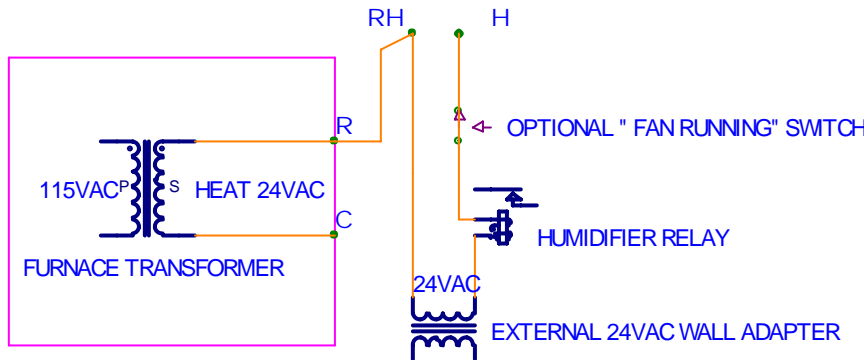 RH H
R
OPTIONAL " FAN RUNNING" SWITCH
115VAC P S HEAT 24VAC
C
HUMIDIFIER RELAY
FURNACE TRANSFORMER
24VAC
EXTERNAL 24VAC WALL ADAPTER